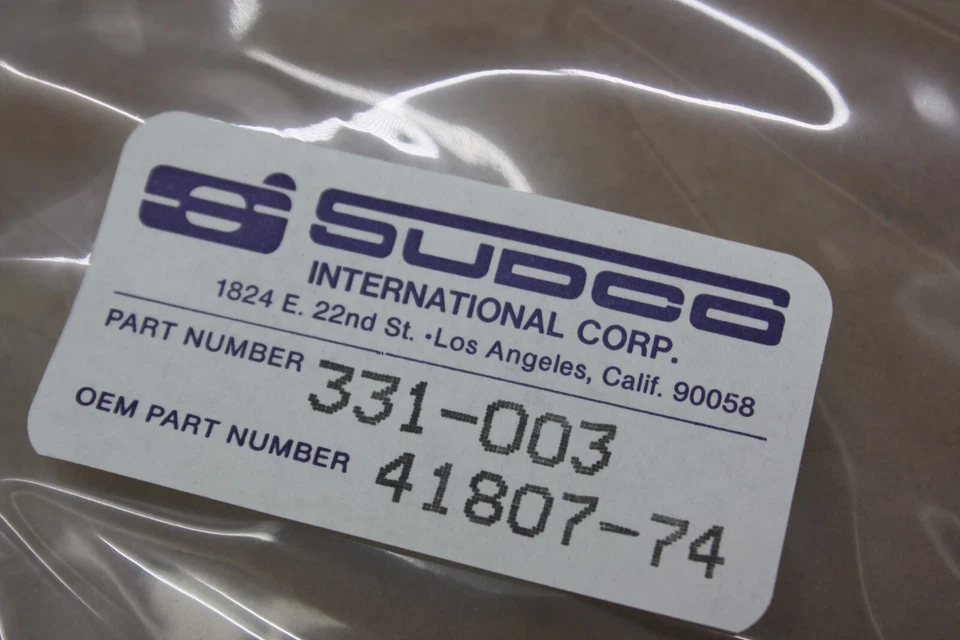 SUDCO
INTERNATIONAL CORP.
1824 E. 22nd St. •Los Angeles, Calif. 90058
PART NUMBER 331-003
OEM PART NUMBER 41807-74